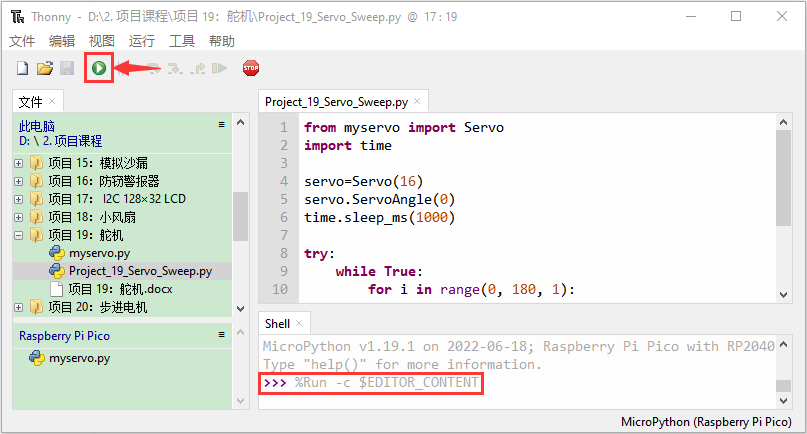 Thonny - D:\2. 项目课程\项目 19：舵机\Project_19_Servo_Sweep.py @ 17 : 19
文件 编辑 视图 运行 工具 帮助
STOP
文件
此电脑
D: \ 2. 项目课程
项目 15：模拟沙漏
项目 16：防窃警报器
项目 17： I2C 128×32 LCD
项目 18：小风扇
项目 19：舵机
myservo.py
Project_19_Servo_Sweep.py
项目 19：舵机.docx
项目 20：步进电机
Raspberry Pi Pico
myservo.py
Project_19_Servo_Sweep.py
1 from myservo import Servo
2 import time
3
4 servo=Servo(16)
5 servo.ServoAngle(0)
6 time.sleep_ms(1000)
7
8 try:
9 while True:
10 for i in range(0, 180, 1):
Shell
MicroPython v1.19.1 on 2022-06-18; Raspberry Pi Pico with RP2040
Type "help()" for more information.
>>> %Run -c $EDITOR_CONTENT
MicroPython (Raspberry Pi Pico)